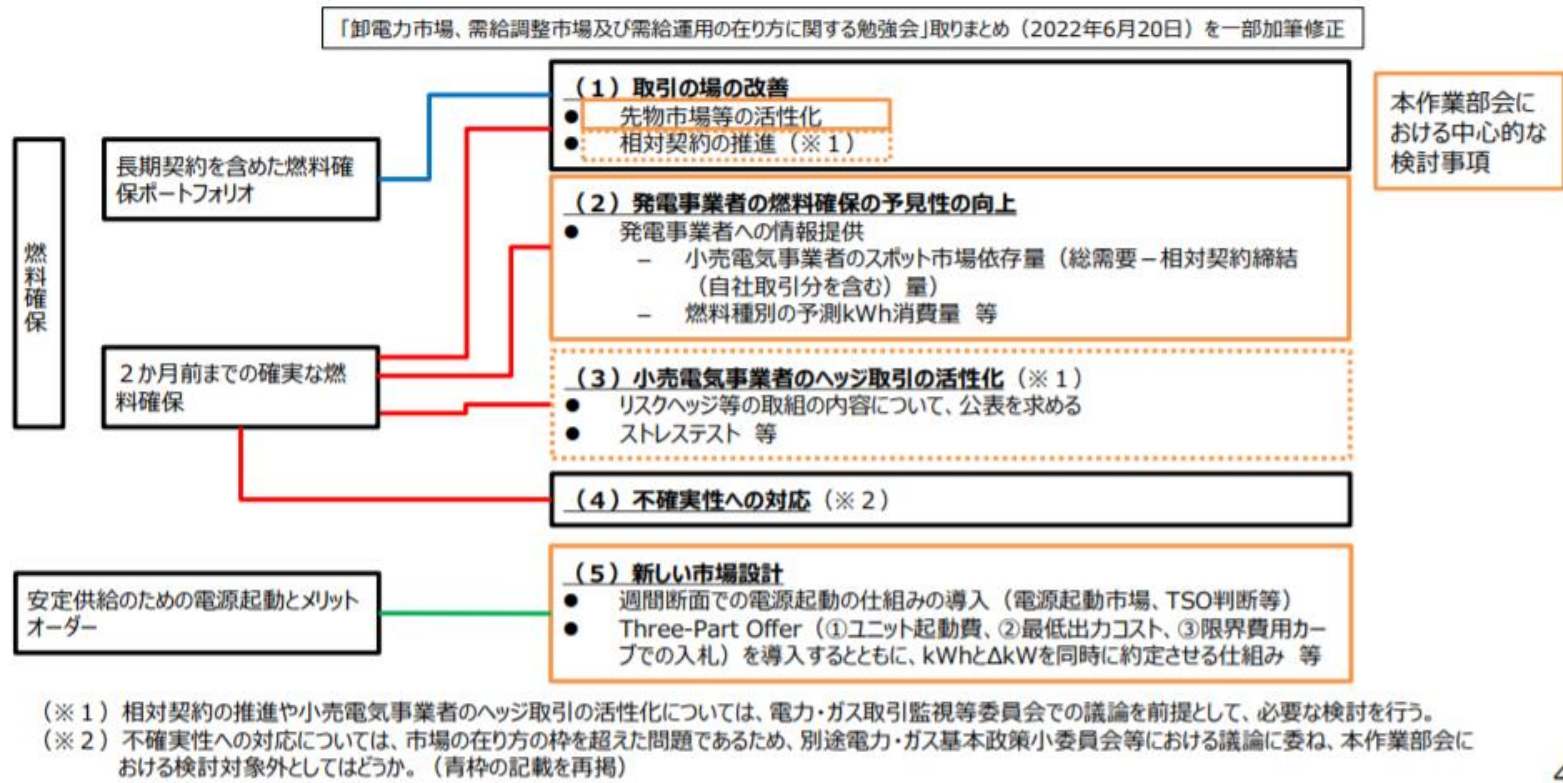 「卸電力市場、需給調整市場及び需給運用の在り方に関する勉強会」取りまとめ（2022年6月20日）を一部加筆修正
燃料確保
長期契約を含めた燃料確
保ポートフォリオ
２か月前までの確実な燃
料確保
安定供給のための電源起動とメリット
オーダー
（１）取引の場の改善
● 先物市場等の活性化
● 相対契約の推進（※１）
（２）発電事業者の燃料確保の予見性の向上
● 発電事業者への情報提供
－ 小売電気事業者のスポット市場依存量（総需要－相対契約締結
（自社取引分を含む）量）
－ 燃料種別の予測kWh消費量 等
（３）小売電気事業者のヘッジ取引の活性化（※１）
● リスクヘッジ等の取組の内容について、公表を求める
● ストレステスト 等
（４）不確実性への対応（※２）
（５）新しい市場設計
● 週間断面での電源起動の仕組みの導入（電源起動市場、TSO判断等）
● Three-Part Offer（①ユニット起動費、②最低出力コスト、③限界費用カー
ブでの入札）を導入するとともに、kWhとΔkWを同時に約定させる仕組み 等
本作業部会に
おける中心的な
検討事項
（※１）相対契約の推進や小売電気事業者のヘッジ取引の活性化については、電力・ガス取引監視等委員会での議論を前提として、必要な検討を行う。
（※２）不確実性への対応については、市場の在り方の枠を超えた問題であるため、別途電力・ガス基本政策小委員会等における議論に委ね、本作業部会に
おける検討対象外としてはどうか。（青枠の記載を再掲）